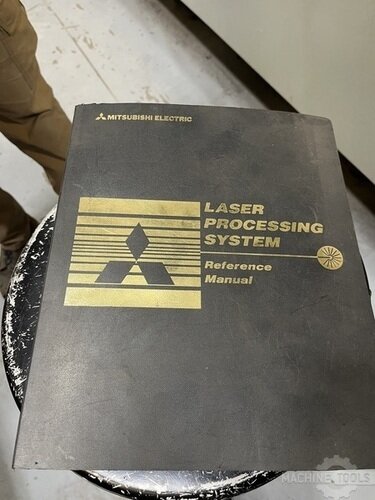 MITSUBISHI ELECTRIC
LASER
PROCESSING
SYSTEM
Reference
Manual
MACHINE TOOLS